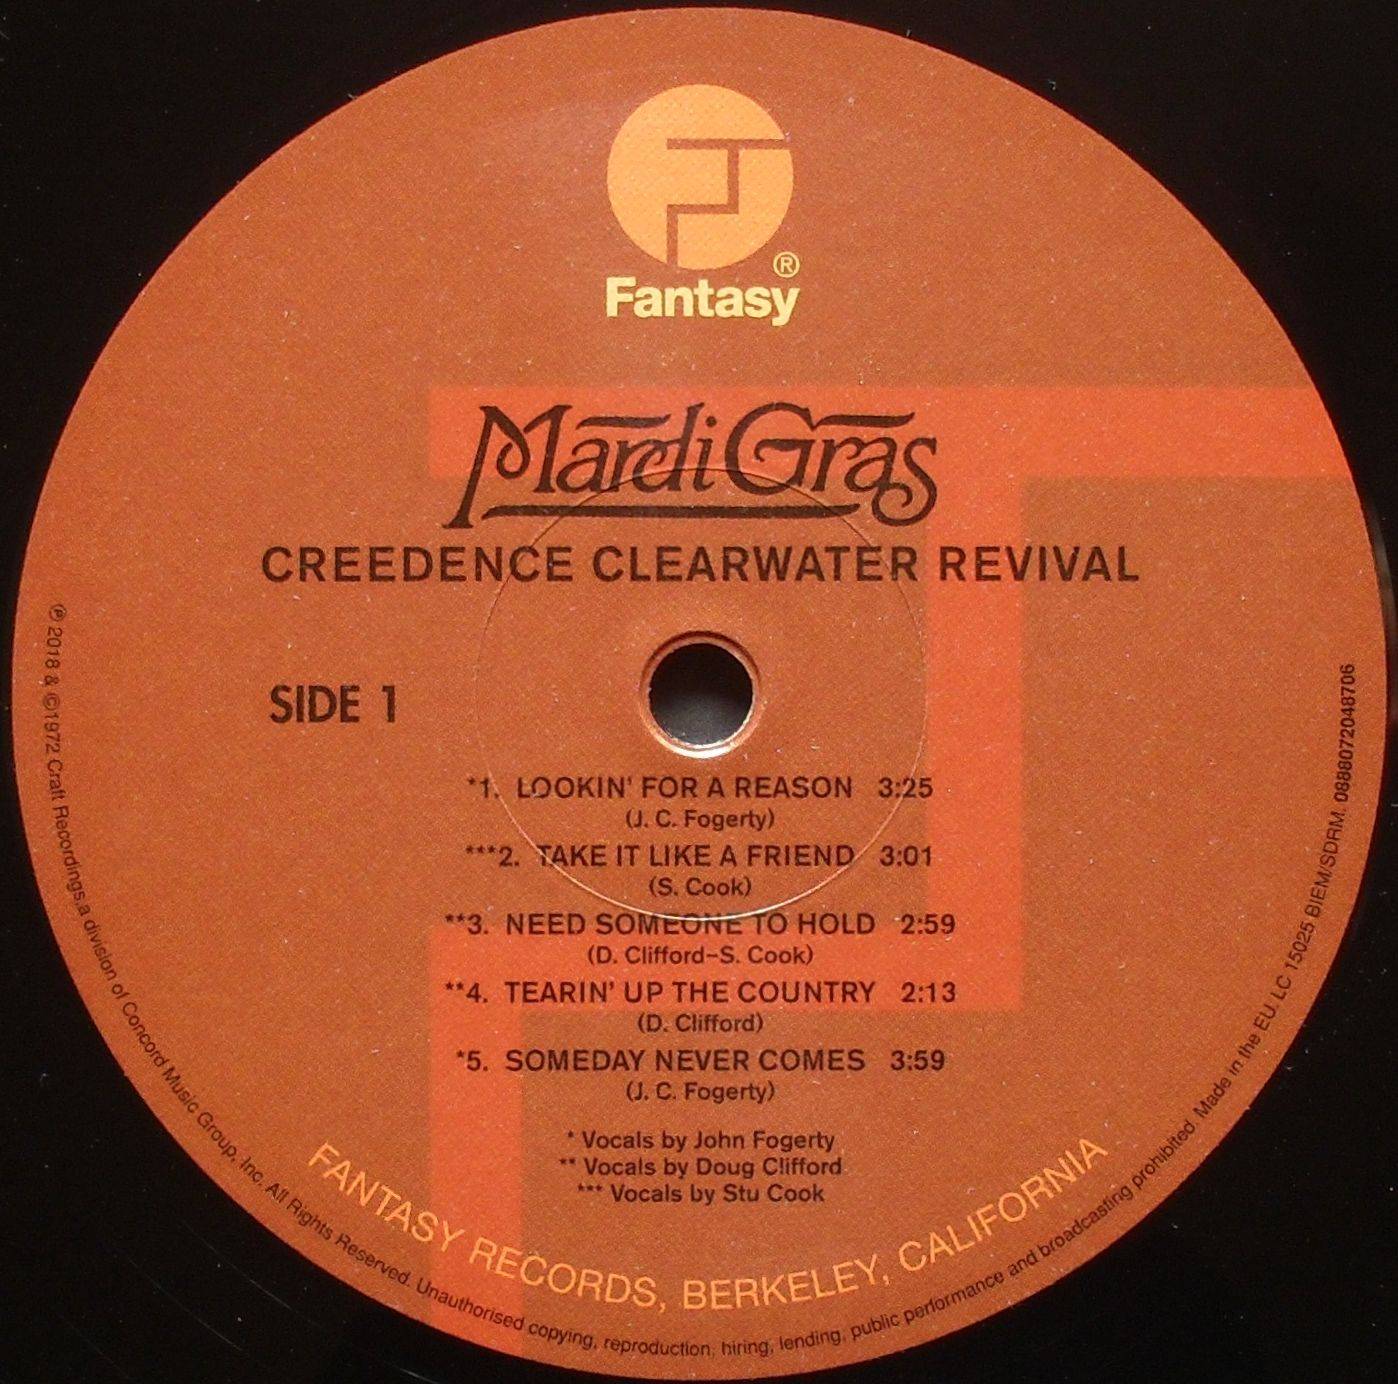 ®
Fantasy
Mardi Gras
CREEDENCE CLEARWATER REVIVAL
SIDE 1
*1. LOOKIN' FOR A REASON 3:25
(J. C. Fogerty)
***2. TAKE IT LIKE A FRIEND 3:01
(S. Cook)
**3. NEED SOMEONE TO HOLD 2:59
(D. Clifford–S. Cook)
**4. TEARIN' UP THE COUNTRY 2:13
(D. Clifford)
*5. SOMEDAY NEVER COMES 3:59
(J. C. Fogerty)
* Vocals by John Fogerty
** Vocals by Doug Clifford
*** Vocals by Stu Cook
FANTASY RECORDS, BERKELEY, CALIFORNIA
℗ 2018 & ©1972 Craft Recordings,a division of Concord Music Group, Inc. All Rights Reserved. Unauthorised copying, reproduction, hiring, lending, public performance and broadcasting prohibited. Made in the EU. LC 15025 BIEM/SDRM. 0888072048706